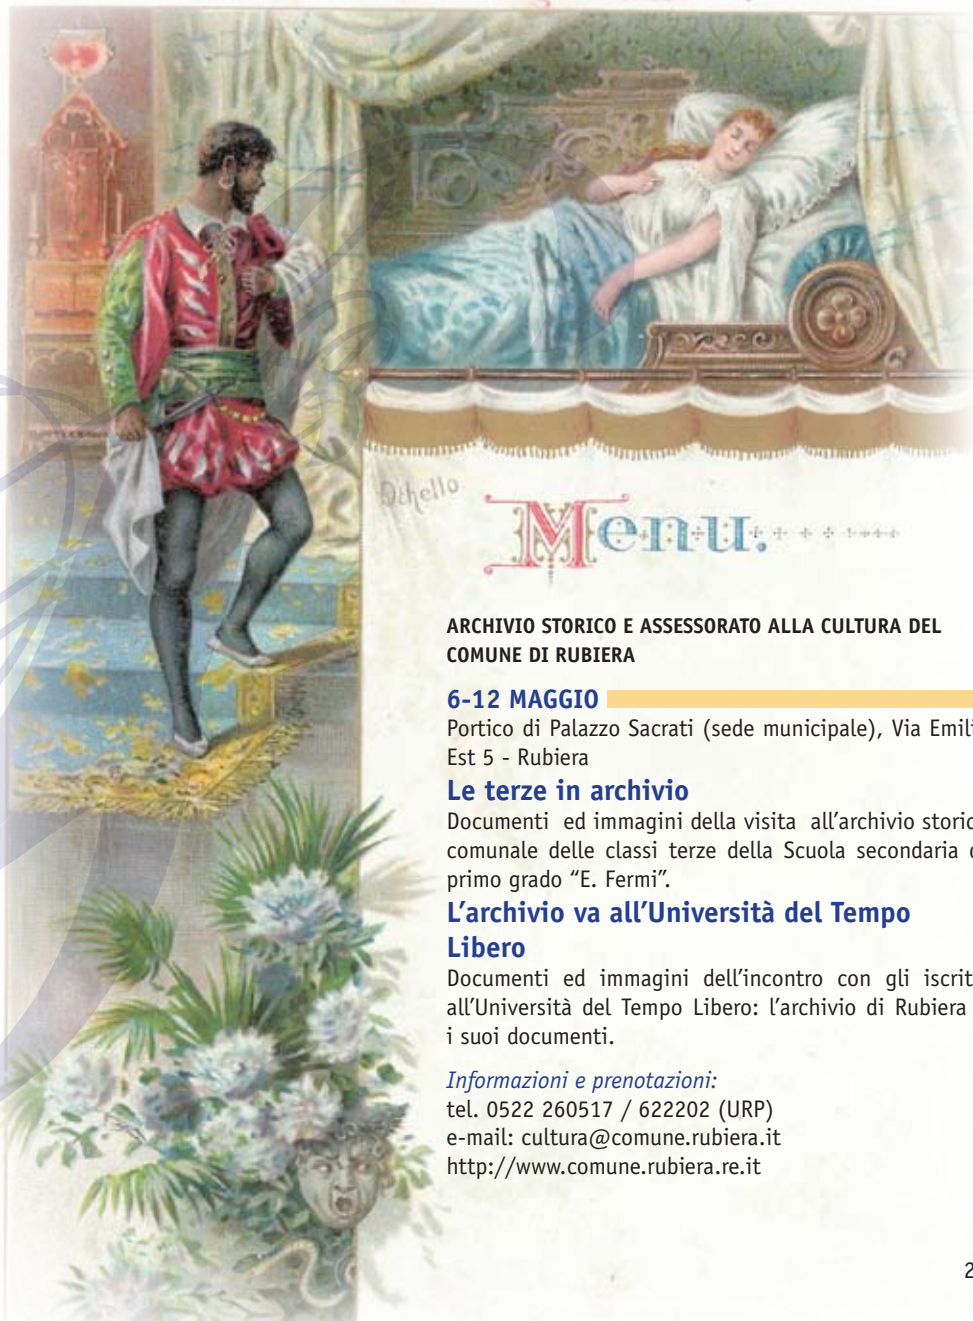 Othello
Menu.
ARCHIVIO STORICO E ASSESSORATO ALLA CULTURA DEL
COMUNE DI RUBIERA
6-12 MAGGIO
Portico di Palazzo Sacrati (sede municipale), Via Emili
Est 5 - Rubiera
Le terze in archivio
Documenti ed immagini della visita all’archivio storic
comunale delle classi terze della Scuola secondaria
primo grado “E. Fermi”.
L’archivio va all’Università del Tempo
Libero
Documenti ed immagini dell’incontro con gli iscrit
all’Università del Tempo Libero: l’archivio di Rubiera
i suoi documenti.
Informazioni e prenotazioni:
tel. 0522 260517 / 622202 (URP)
e-mail: cultura@comune.rubiera.it
http://www.comune.rubiera.re.it
2